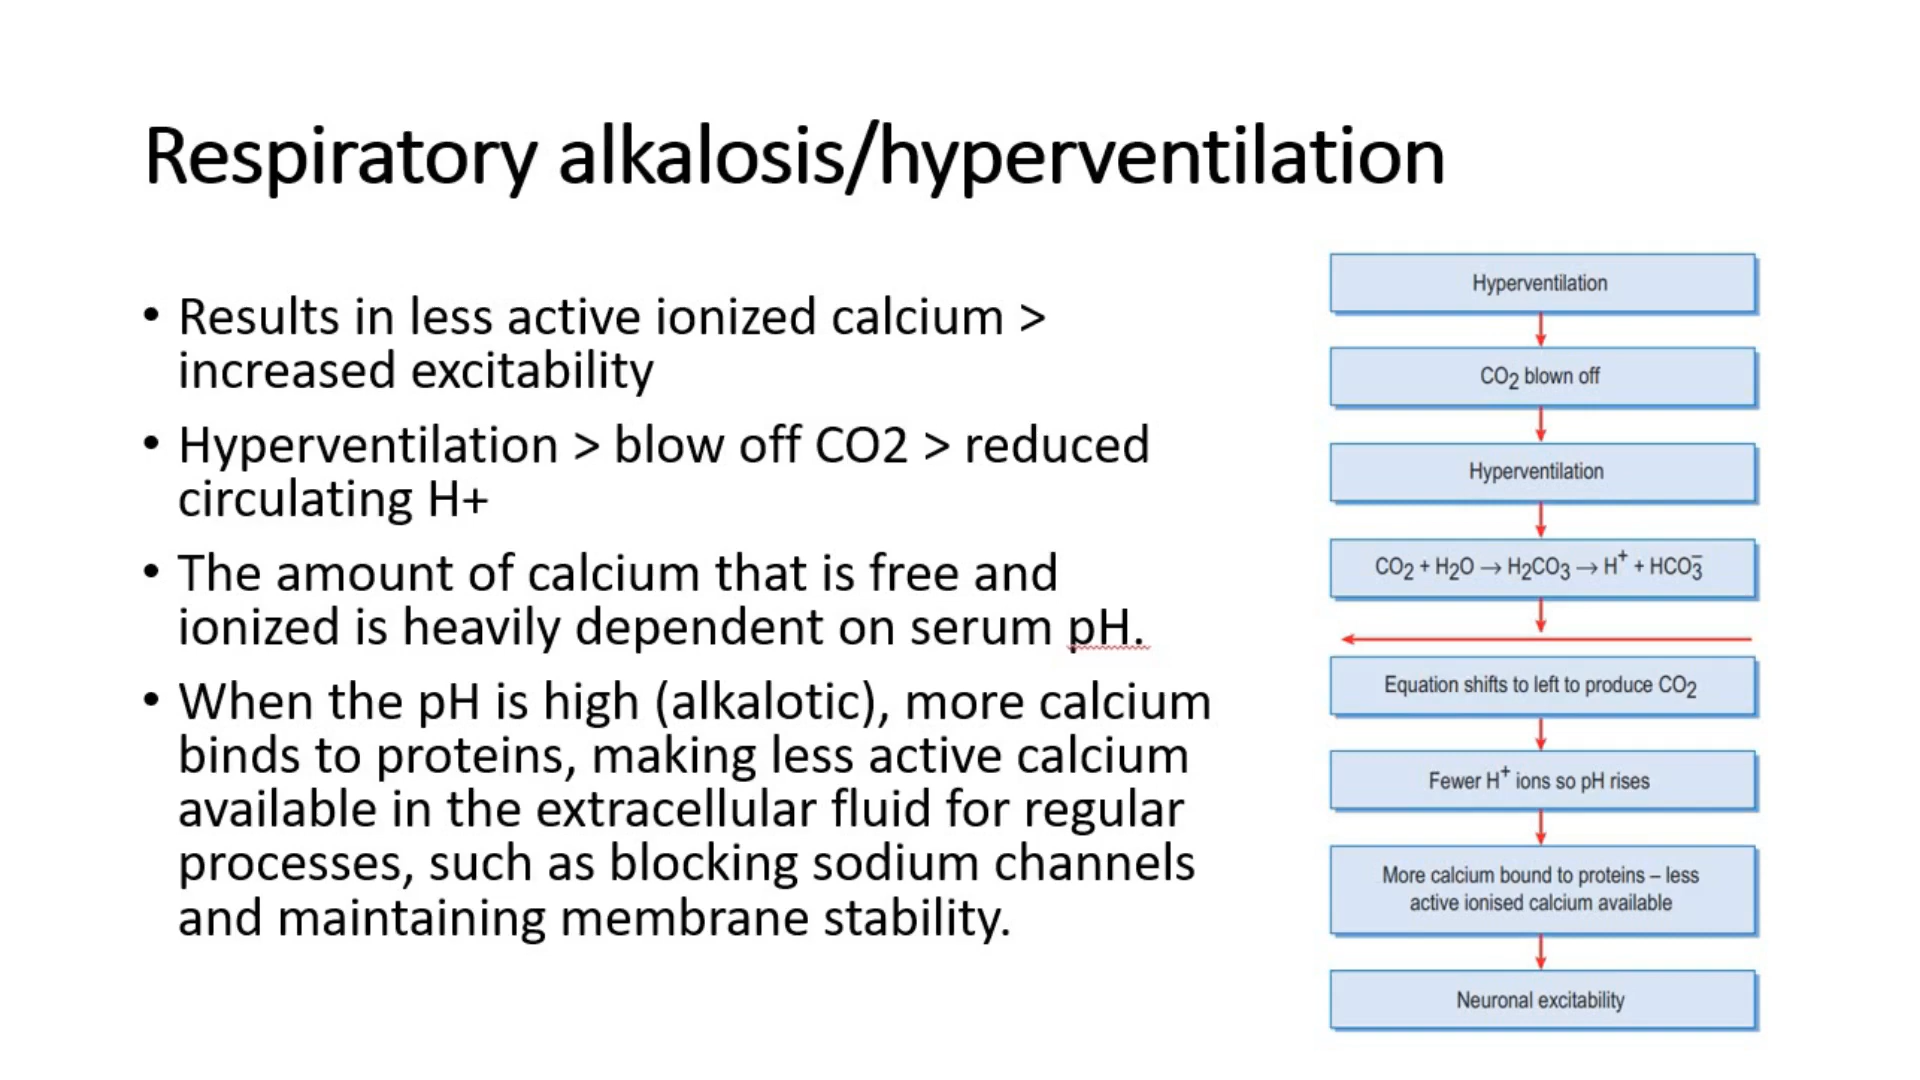 Respiratory alkalosis/hyperventilation
• Results in less active ionized calcium >
increased excitability
• Hyperventilation > blow off CO2 > reduced
circulating H+
• The amount of calcium that is free and
ionized is heavily dependent on serum pH.
• When the pH is high (alkalotic), more calcium
binds to proteins, making less active calcium
available in the extracellular fluid for regular
processes, such as blocking sodium channels
and maintaining membrane stability.
Hyperventilation
CO₂ blown off
Hyperventilation
CO₂ + H₂O → H₂CO₃ → H⁺ + HCO₃⁻
Equation shifts to left to produce CO₂
Fewer H⁺ ions so pH rises
More calcium bound to proteins – less
active ionised calcium available
Neuronal excitability